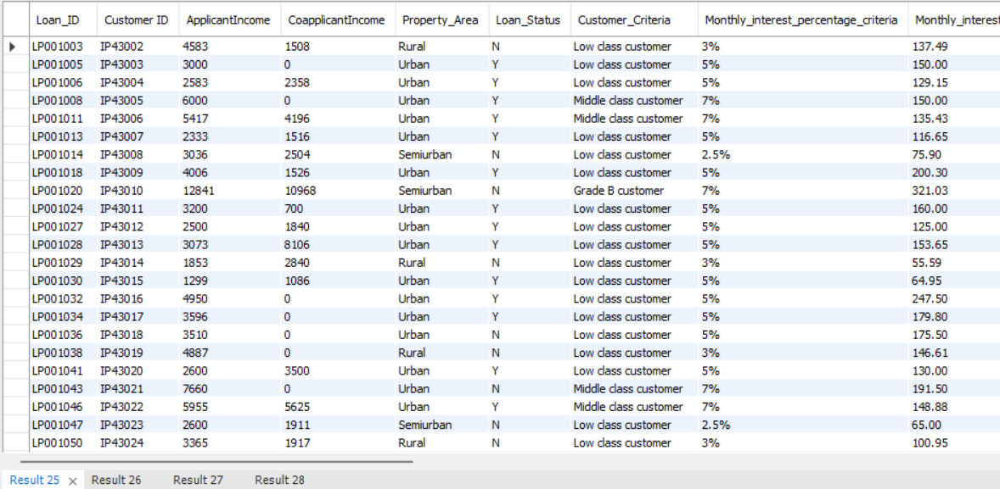 Loan_ID Customer ID ApplicantIncome CoapplicantIncome Property_Area Loan_Status Customer_Criteria Monthly_interest_percentage_criteria Monthly_interest
LP001003 IP43002 4583 1508 Rural N Low class customer 3% 137.49
LP001005 IP43003 3000 0 Urban Y Low class customer 5% 150.00
LP001006 IP43004 2583 2358 Urban Y Low class customer 5% 129.15
LP001008 IP43005 6000 0 Urban Y Middle class customer 7% 150.00
LP001011 IP43006 5417 4196 Urban Y Middle class customer 7% 135.43
LP001013 IP43007 2333 1516 Urban Y Low class customer 5% 116.65
LP001014 IP43008 3036 2504 Semiurban N Low class customer 2.5% 75.90
LP001018 IP43009 4006 1526 Urban Y Low class customer 5% 200.30
LP001020 IP43010 12841 10968 Semiurban N Grade B customer 7% 321.03
LP001024 IP43011 3200 700 Urban Y Low class customer 5% 160.00
LP001027 IP43012 2500 1840 Urban Y Low class customer 5% 125.00
LP001028 IP43013 3073 8106 Urban Y Low class customer 5% 153.65
LP001029 IP43014 1853 2840 Rural N Low class customer 3% 55.59
LP001030 IP43015 1299 1086 Urban Y Low class customer 5% 64.95
LP001032 IP43016 4950 0 Urban Y Low class customer 5% 247.50
LP001034 IP43017 3596 0 Urban Y Low class customer 5% 179.80
LP001036 IP43018 3510 0 Urban N Low class customer 5% 175.50
LP001038 IP43019 4887 0 Rural N Low class customer 3% 146.61
LP001041 IP43020 2600 3500 Urban Y Low class customer 5% 130.00
LP001043 IP43021 7660 0 Urban N Middle class customer 7% 191.50
LP001046 IP43022 5955 5625 Urban Y Middle class customer 7% 148.88
LP001047 IP43023 2600 1911 Semiurban N Low class customer 2.5% 65.00
LP001050 IP43024 3365 1917 Rural N Low class customer 3% 100.95
Result 25 Result 26 Result 27 Result 28